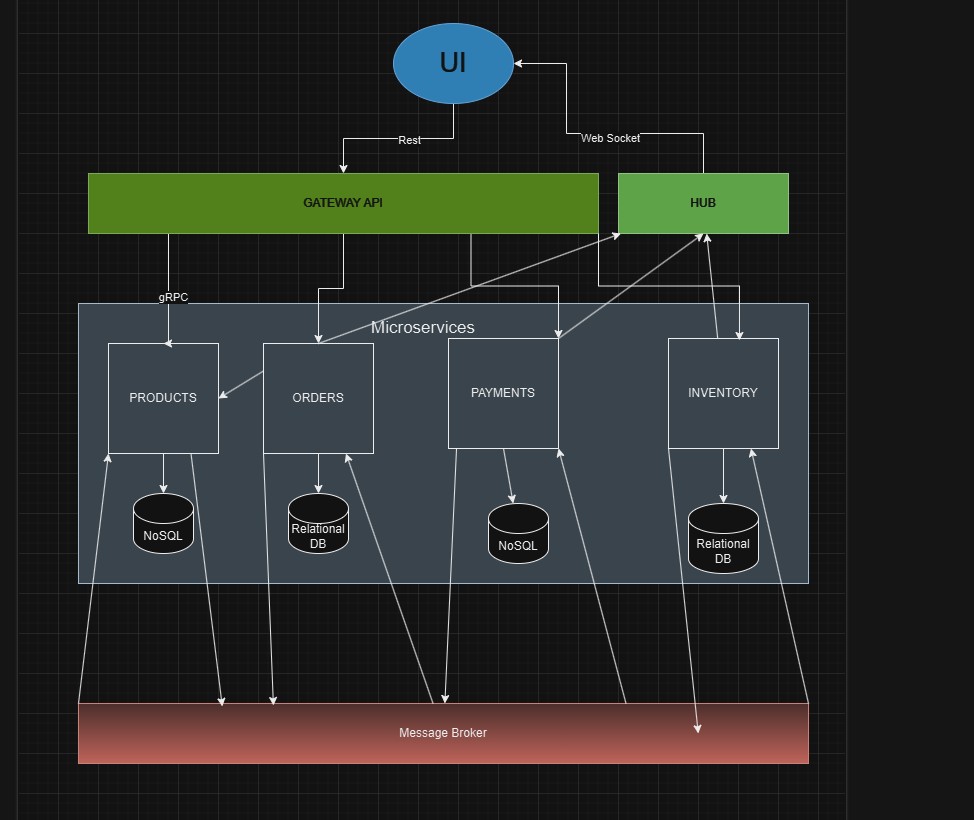 UI
Rest
Web Socket
GATEWAY API
HUB
gRPC
Microservices
PRODUCTS
ORDERS
PAYMENTS
INVENTORY
NoSQL
Relational
DB
NoSQL
Relational
DB
Message Broker